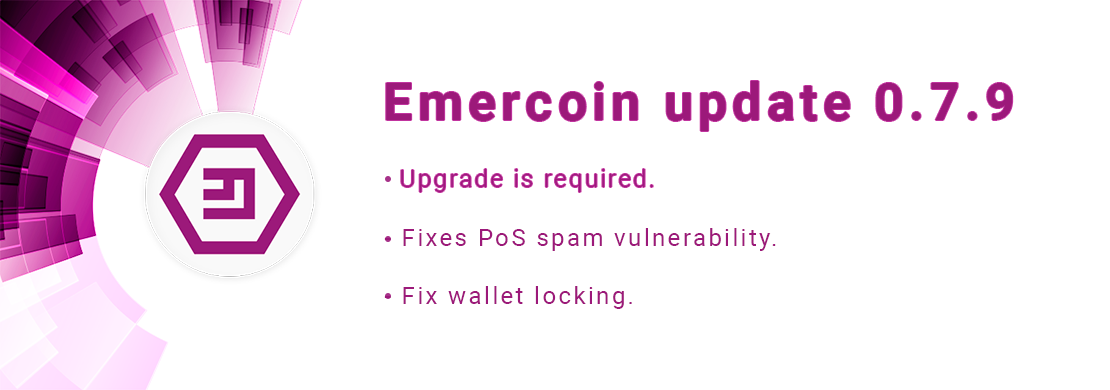 Emercoin update 0.7.9
• Upgrade is required.
• Fixes PoS spam vulnerability.
• Fix wallet locking.